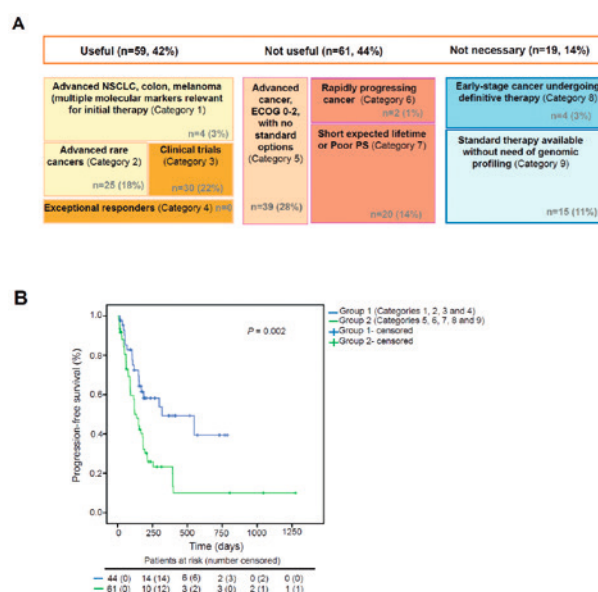 A
Useful (n=59, 42%)
Not useful (n=61, 44%)
Not necessary (n=19, 14%)
Advanced NSCLC, colon, melanoma
(multiple molecular markers relevant
for initial therapy (Category 1)
n=4 (3%)
Advanced rare
cancers (Category 2)
n=25 (18%)
Clinical trials
(Category 3)
n=30 (22%)
Exceptional responders (Category 4) n=0
Advanced
cancer,
ECOG 0-2,
with no
standard
options
(Category 5)
n=39 (28%)
Rapidly progressing
cancer (Category 6)
n=2 (1%)
Short expected lifetime
or Poor PS (Category 7)
n=20 (14%)
Early-stage cancer undergoing
definitive therapy (Category 8)
n=4 (3%)
Standard therapy available
without need of genomic
profiling (Category 9)
n=15 (11%)
B
Group 1 (Categories 1, 2, 3 and 4)
Group 2 (Categories 5, 6, 7, 8 and 9)
Group 1- censored
Group 2- censored
P = 0.002
Progression-free survival (%)
1.0
0.8
0.6
0.4
0.2
0.0
0 250 500 750 1000 1250
Time (days)
Patients at risk (number censored)
44 (0) 14 (14) 6 (6) 2 (3) 0 (2) 0 (0)
61 (0) 10 (12) 3 (2) 3 (0) 2 (1) 1 (1)